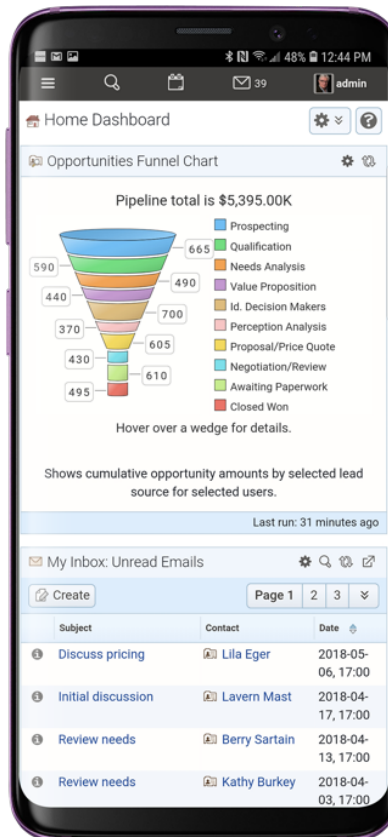 48% 12:44 PM
39 admin
Home Dashboard
Opportunities Funnel Chart
Pipeline total is $5,395.00K
665
590
490
440
700
370
605
430
610
495
Prospecting
Qualification
Needs Analysis
Value Proposition
Id. Decision Makers
Perception Analysis
Proposal/Price Quote
Negotiation/Review
Awaiting Paperwork
Closed Won
Hover over a wedge for details.
Shows cumulative opportunity amounts by selected lead
source for selected users.
Last run: 31 minutes ago
My Inbox: Unread Emails
Create Page 1 2 3
Subject Contact Date
Discuss pricing Lila Eger 2018-05-
06, 17:00
Initial discussion Lavern Mast 2018-04-
17, 17:00
Review needs Berry Sartain 2018-04-
13, 17:00
Review needs Kathy Burkey 2018-04-
03, 17:00